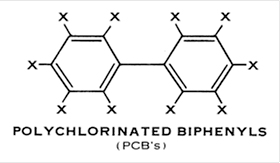 X X X X
X X
X X X X
POLYCHLORINATED BIPHENYLS
(PCB's)